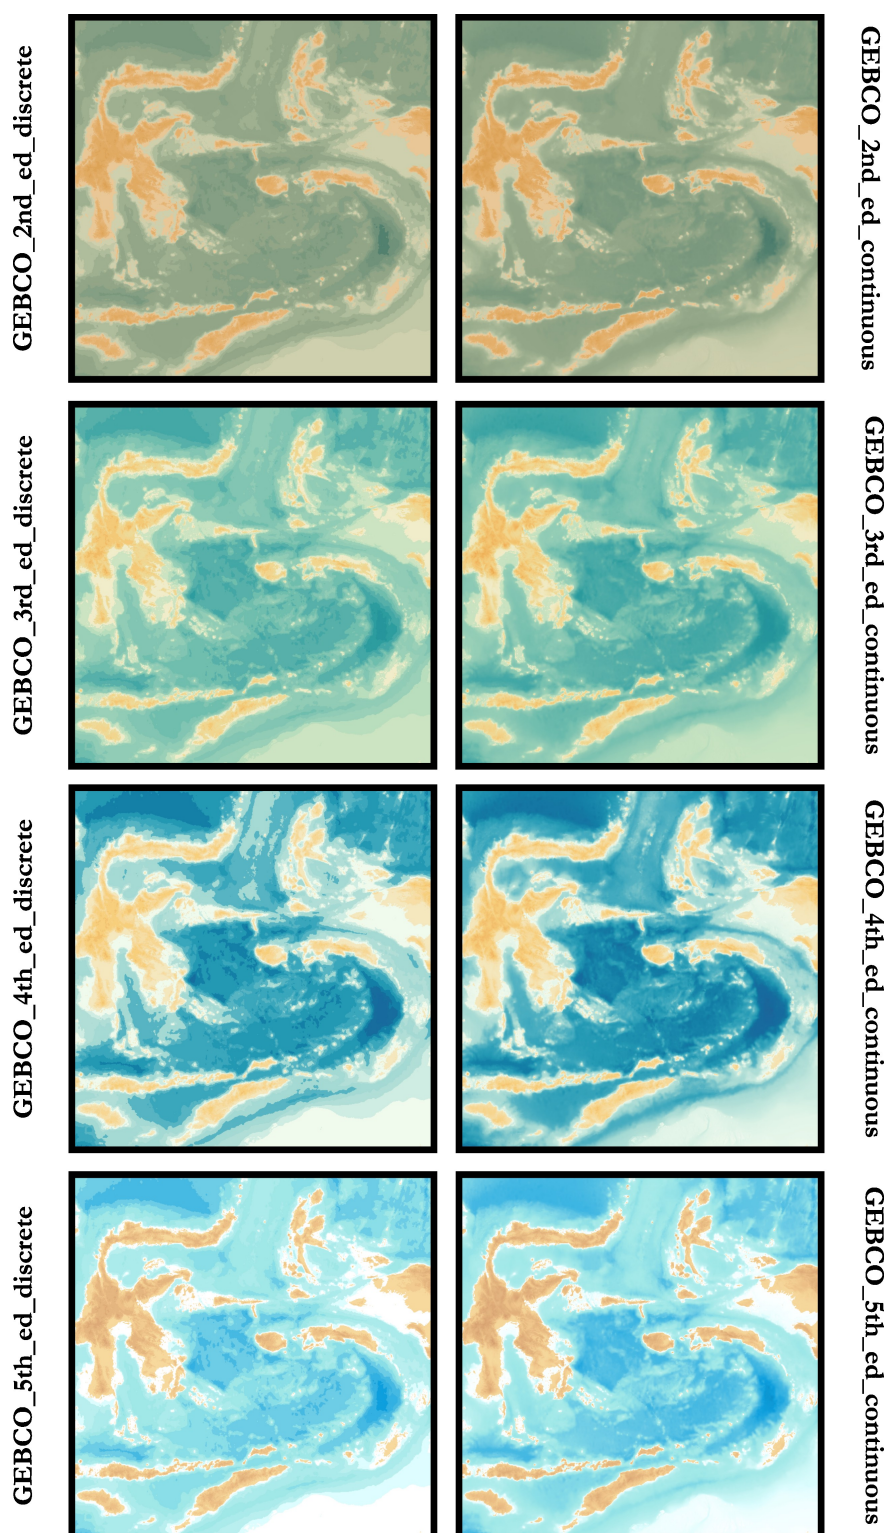 GEBCO_2nd_ed_discrete
GEBCO_2nd_ed_continuous
GEBCO_3rd_ed_discrete
GEBCO_3rd_ed_continuous
GEBCO_4th_ed_discrete
GEBCO_4th_ed_continuous
GEBCO_5th_ed_discrete
GEBCO_5th_ed_continuous